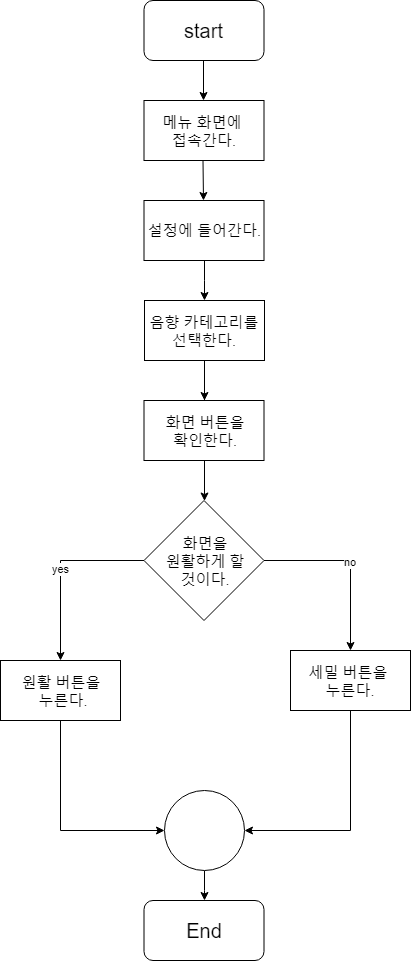 start
메뉴 화면에
접속간다.
설정에 들어간다.
음향 카테고리를
선택한다.
화면 버튼을
확인한다.
화면을
원활하게 할
것이다.
yes
no
원활 버튼을
누른다.
세밀 버튼을
누른다.
End